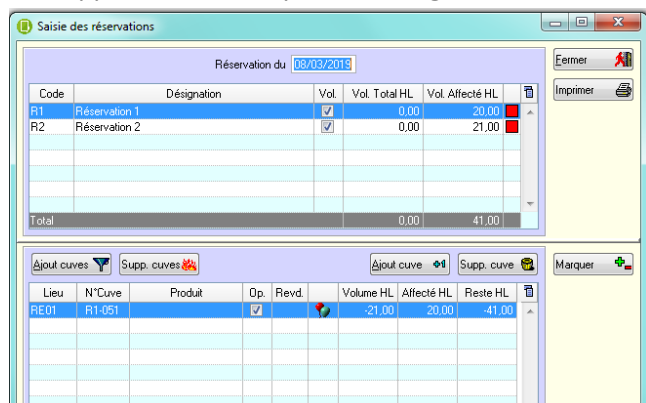 Saisie des réservations
Réservation du 08/03/2019
Fermer
Imprimer
Code Désignation Vol. Vol. Total HL Vol. Affecté HL
R1 Réservation 1 0,00 20,00
R2 Réservation 2 0,00 21,00
Total 0,00 41,00
Ajout cuves Supp. cuves Ajout cuve Supp. cuve Marquer
Lieu N°Cuve Produit Op. Revd. Volume HL Affecté HL Reste HL
RE01 R1-051 -21,00 20,00 -41,00